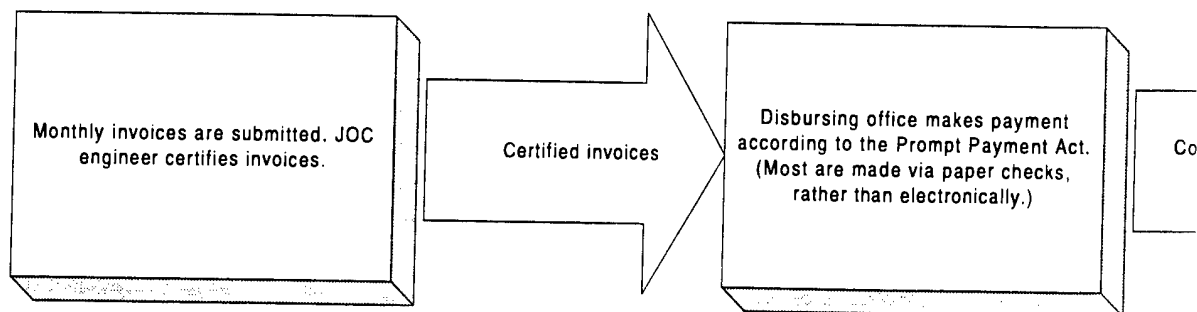 Monthly invoices are submitted. JOC
engineer certifies invoices.
Certified invoices
Disbursing office makes payment
according to the Prompt Payment Act.
(Most are made via paper checks,
rather than electronically.)